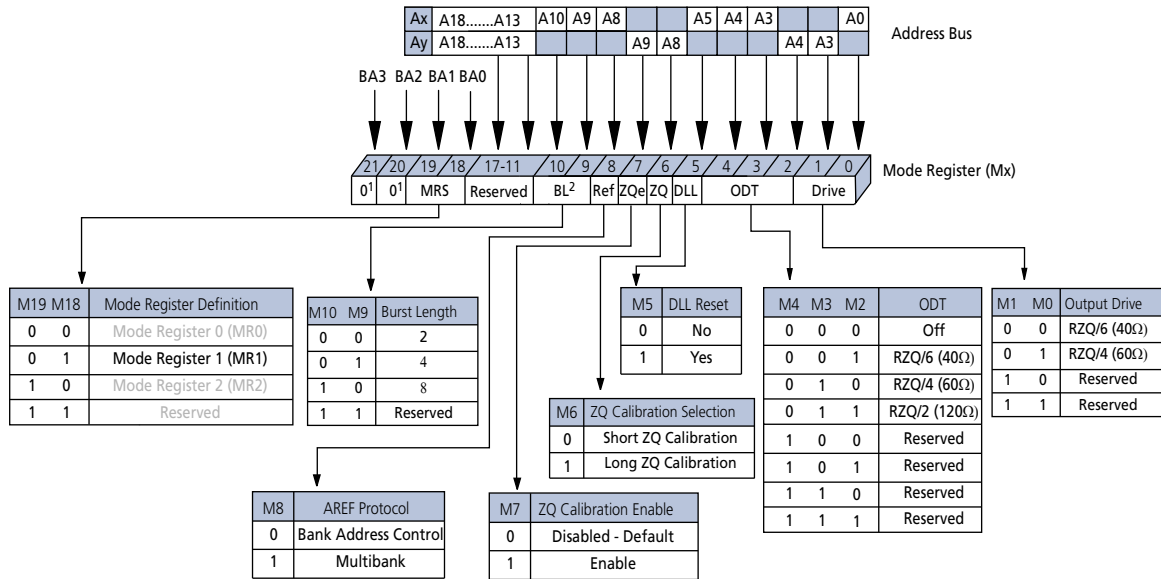 Ax A18.......A13 A10 A9 A8 A5 A4 A3 A0
Ay A18.......A13 A9 A8 A4 A3
Address Bus
BA3 BA2 BA1 BA0
21 20 19 18 17-11 10 9 8 7 6 5 4 3 2 1 0
Mode Register (Mx)
0¹ 0¹ MRS Reserved BL² Ref ZQe ZQ DLL ODT Drive
M19 M18 Mode Register Definition
0 0 Mode Register 0 (MR0)
0 1 Mode Register 1 (MR1)
1 0 Mode Register 2 (MR2)
1 1 Reserved
M10 M9 Burst Length
0 0 2
0 1 4
1 0 8
1 1 Reserved
M5 DLL Reset
0 No
1 Yes
M4 M3 M2 ODT
0 0 0 Off
0 0 1 RZQ/6 (40Ω)
0 1 0 RZQ/4 (60Ω)
0 1 1 RZQ/2 (120Ω)
1 0 0 Reserved
1 0 1 Reserved
1 1 0 Reserved
1 1 1 Reserved
M1 M0 Output Drive
0 0 RZQ/6 (40Ω)
0 1 RZQ/4 (60Ω)
1 0 Reserved
1 1 Reserved
M6 ZQ Calibration Selection
0 Short ZQ Calibration
1 Long ZQ Calibration
M8 AREF Protocol
0 Bank Address Control
1 Multibank
M7 ZQ Calibration Enable
0 Disabled - Default
1 Enable